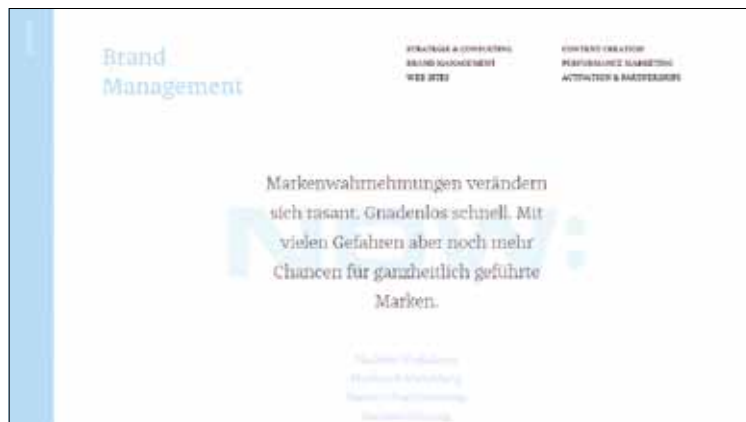 Brand
Management
STRATEGIE & CONSULTING
BRAND MANAGEMENT
WEB SITES
CONTENT CREATION
PERFORMANCE MARKETING
ACTIVATION & PARTNERSHIPS
NOW:
Markenwahrnehmungen verändern
sich rasant. Gnadenlos schnell. Mit
vielen Gefahren aber noch mehr
Chancen für ganzheitlich geführte
Marken.